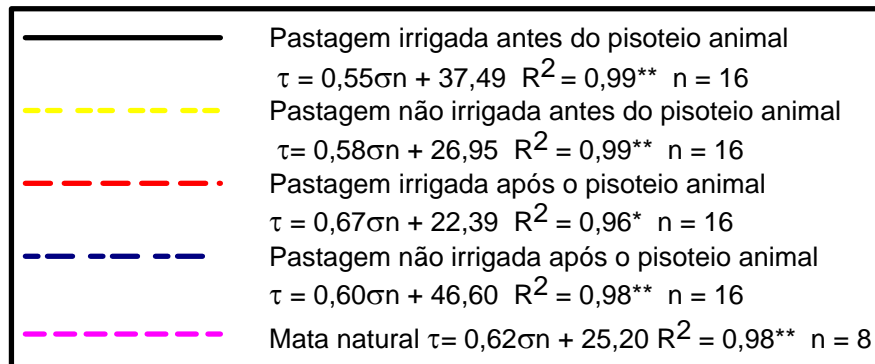 Pastagem irrigada antes do pisoteio animal
τ = 0,55σn + 37,49 R² = 0,99** n = 16
Pastagem não irrigada antes do pisoteio animal
τ= 0,58σn + 26,95 R² = 0,99** n = 16
Pastagem irrigada após o pisoteio animal
τ = 0,67σn + 22,39 R² = 0,96* n = 16
Pastagem não irrigada após o pisoteio animal
τ = 0,60σn + 46,60 R² = 0,98** n = 16
Mata natural τ= 0,62σn + 25,20 R² = 0,98** n = 8